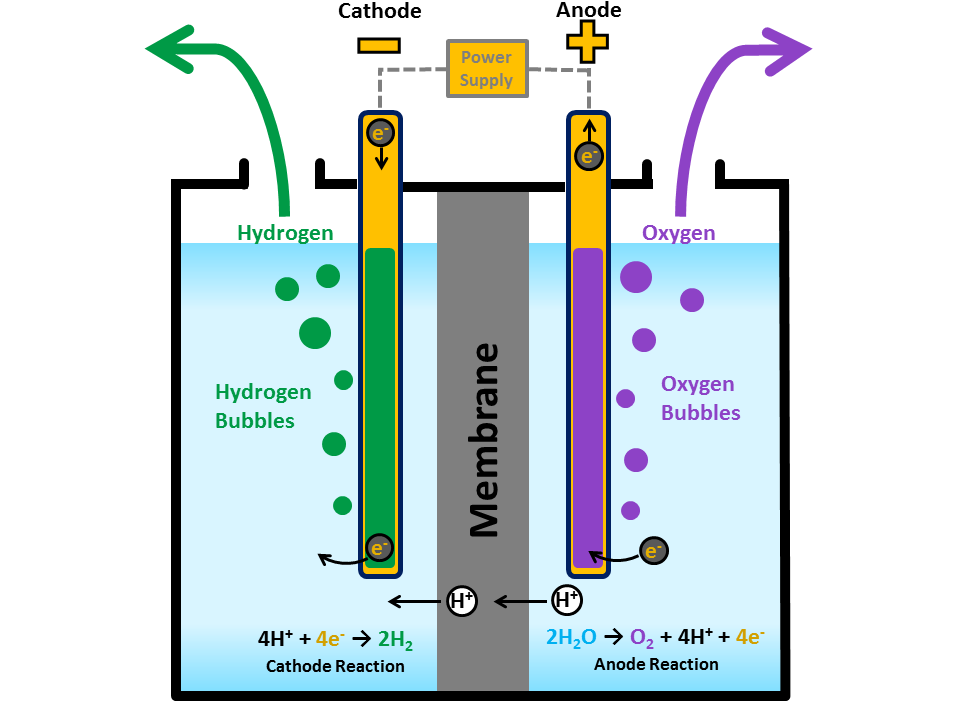 Cathode
Anode
Power
Supply
e⁻
e⁻
Hydrogen
Oxygen
Hydrogen
Bubbles
Oxygen
Bubbles
Membrane
e⁻
e⁻
H⁺
H⁺
4H⁺ + 4e⁻ → 2H₂
Cathode Reaction
2H₂O → O₂ + 4H⁺ + 4e⁻
Anode Reaction